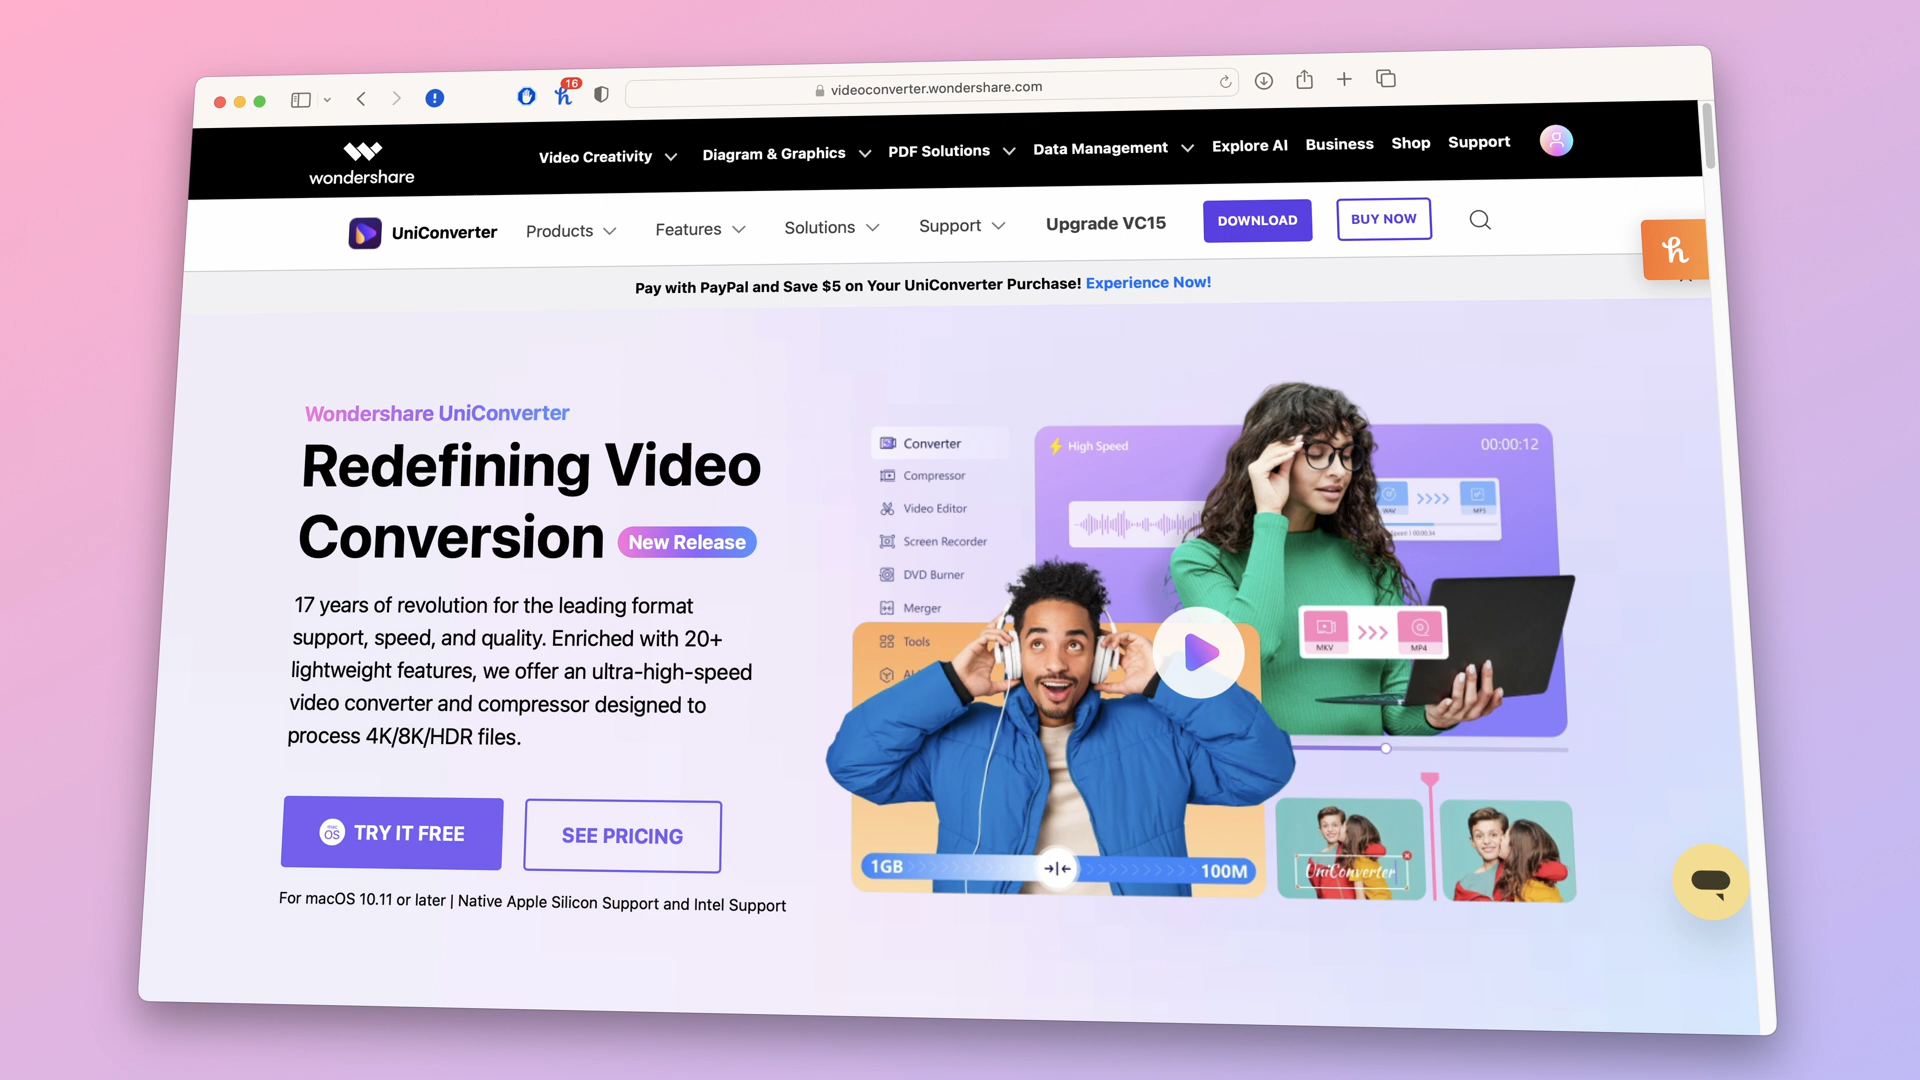 16
videoconverter.wondershare.com
wondershare
Video Creativity
Diagram & Graphics
PDF Solutions
Data Management
Explore AI
Business
Shop
Support
UniConverter
Products
Features
Solutions
Support
Upgrade VC15
DOWNLOAD
BUY NOW
h
Pay with PayPal and Save $5 on Your UniConverter Purchase! Experience Now!
Wondershare UniConverter
Redefining Video
Conversion New Release
17 years of revolution for the leading format
support, speed, and quality. Enriched with 20+
lightweight features, we offer an ultra-high-speed
video converter and compressor designed to
process 4K/8K/HDR files.
macOS TRY IT FREE
SEE PRICING
For macOS 10.11 or later | Native Apple Silicon Support and Intel Support
Converter
Compressor
Video Editor
Screen Recorder
DVD Burner
Merger
Tools
High Speed
00:00:12
WAV
MP3
MKV
MP4
1GB
100M
UniConverter